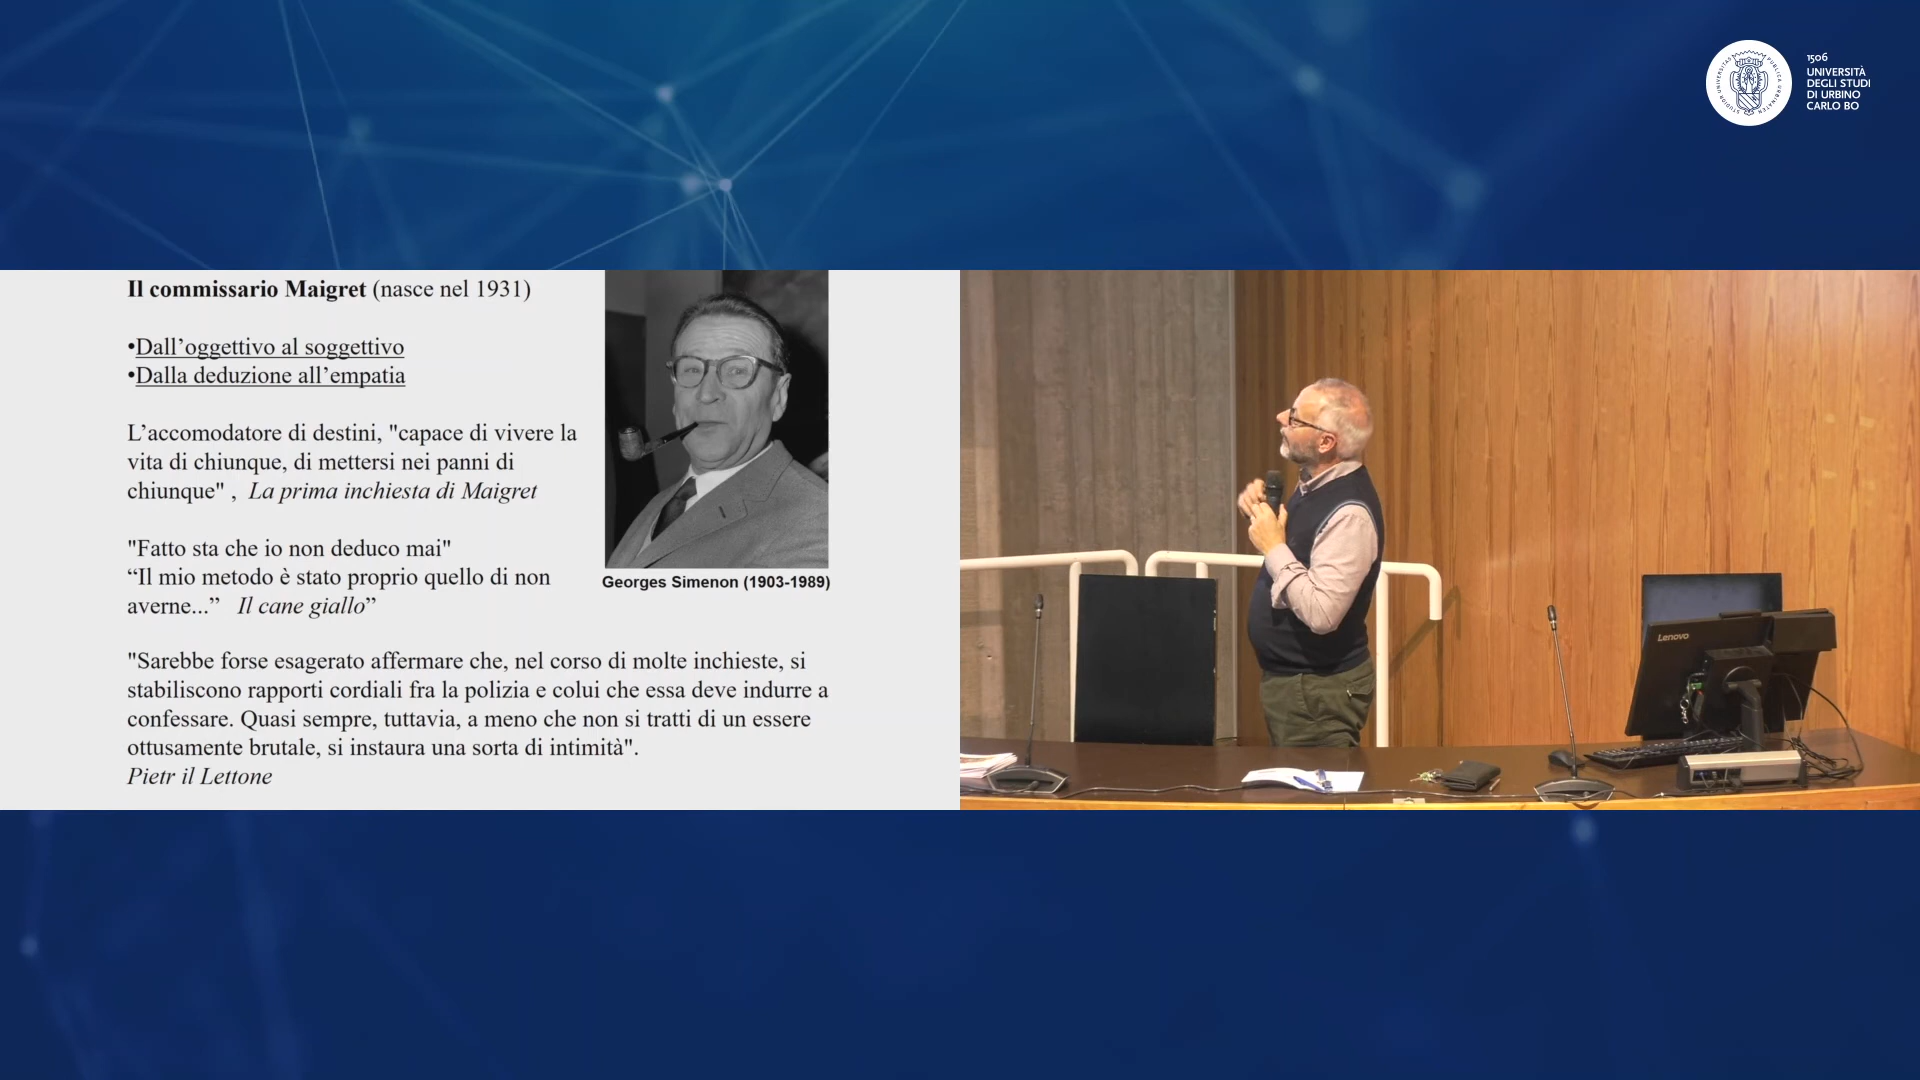 1506
UNIVERSITÀ
DEGLI STUDI
DI URBINO
CARLO BO
Il commissario Maigret (nasce nel 1931)
•Dall’oggettivo al soggettivo
•Dalla deduzione all’empatia
L’accomodatore di destini, "capace di vivere la
vita di chiunque, di mettersi nei panni di
chiunque" , La prima inchiesta di Maigret
"Fatto sta che io non deduco mai"
“Il mio metodo è stato proprio quello di non
averne...” Il cane giallo”
Georges Simenon (1903-1989)
"Sarebbe forse esagerato affermare che, nel corso di molte inchieste, si
stabiliscono rapporti cordiali fra la polizia e colui che essa deve indurre a
confessare. Quasi sempre, tuttavia, a meno che non si tratti di un essere
ottusamente brutale, si instaura una sorta di intimità".
Pietr il Lettone
Lenovo